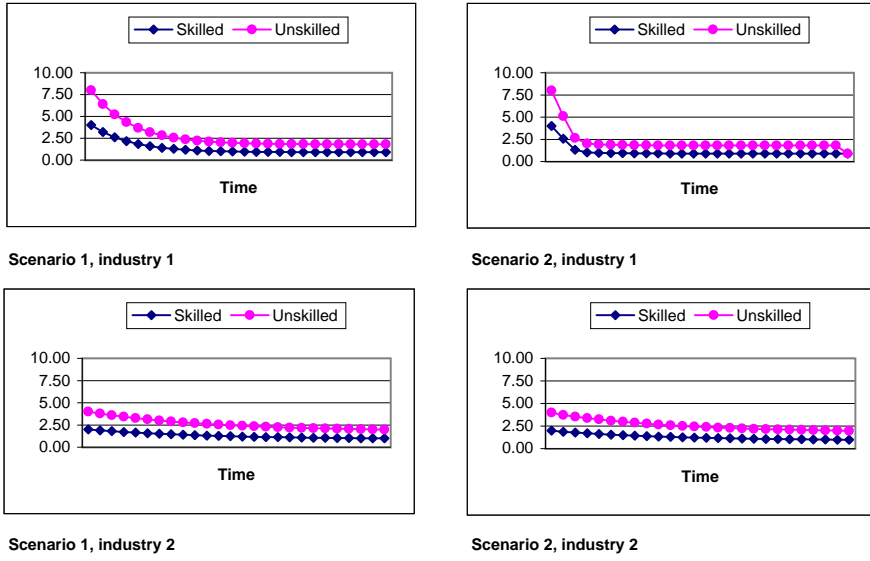 Skilled Unskilled
10.00
7.50
5.00
2.50
0.00
Time
Scenario 1, industry 1
Skilled Unskilled
10.00
7.50
5.00
2.50
0.00
Time
Scenario 2, industry 1
Skilled Unskilled
10.00
7.50
5.00
2.50
0.00
Time
Scenario 1, industry 2
Skilled Unskilled
10.00
7.50
5.00
2.50
0.00
Time
Scenario 2, industry 2